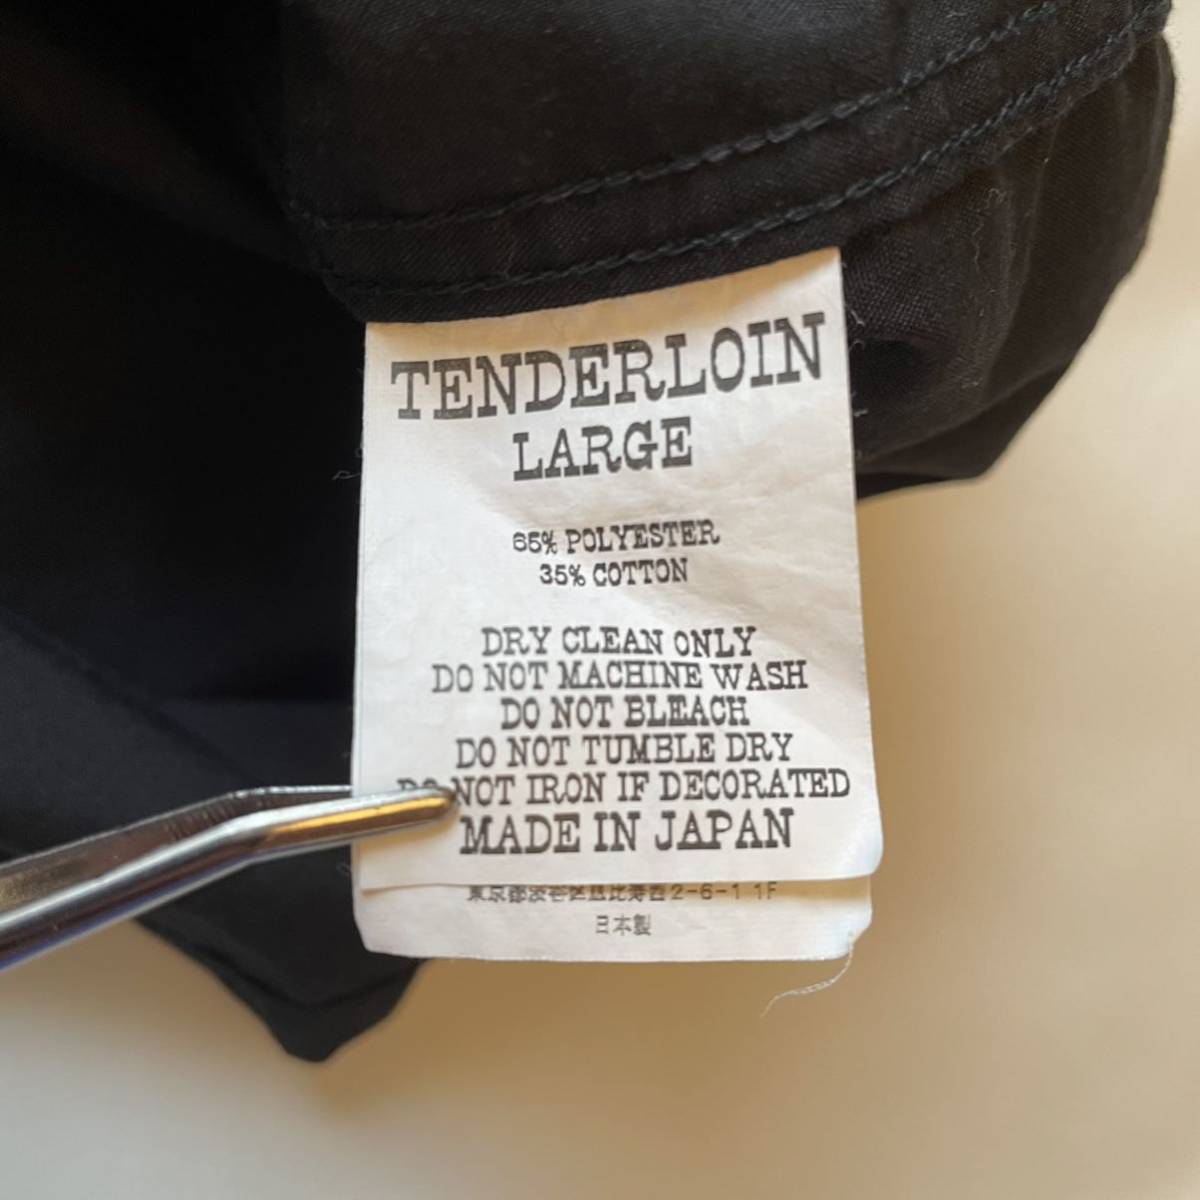 TENDERLOIN
LARGE
65% POLYESTER
35% COTTON
DRY CLEAN ONLY
DO NOT MACHINE WASH
DO NOT BLEACH
DO NOT TUMBLE DRY
DO NOT IRON IF DECORATED
MADE IN JAPAN
東京都渋谷区恵比寿西2-6-1 1F
日本製